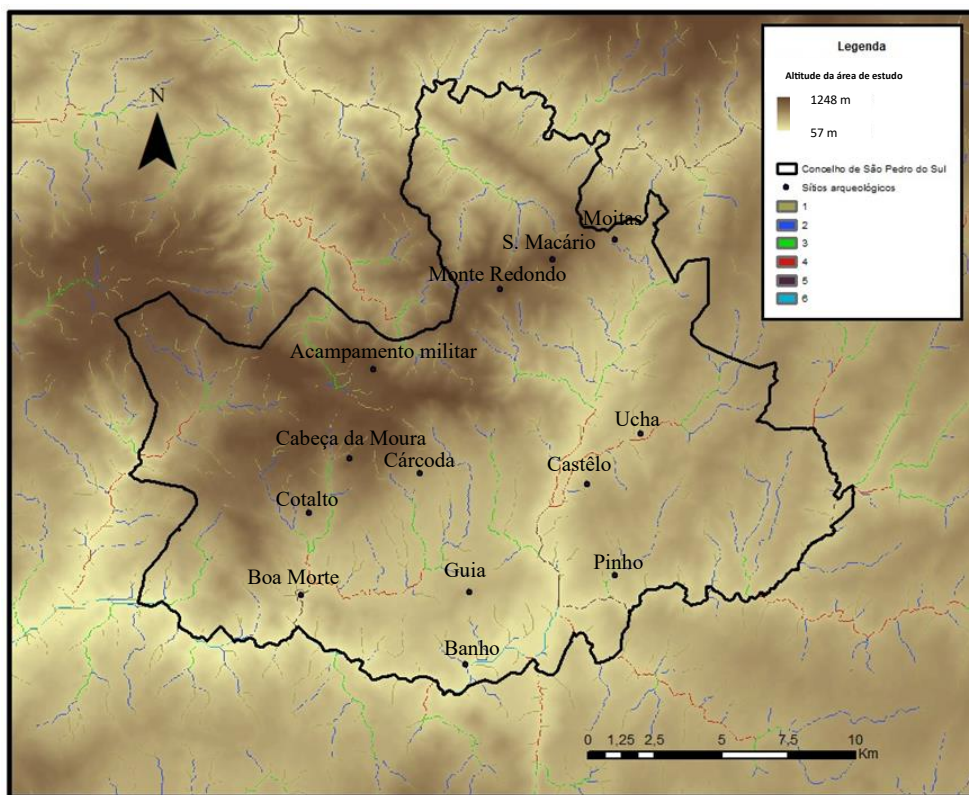 Legenda
Altitude da área de estudo
1248 m
57 m
Concelho de São Pedro do Sul
Sítios arqueológicos
1
2
3
4
5
6
N
Moitas
S. Macário
Monte Redondo
Acampamento militar
Ucha
Cabeça da Moura
Cárcoda
Castêlo
Cotalto
Pinho
Guia
Boa Morte
Banho
0 1,25 2,5 5 7,5 10
Km